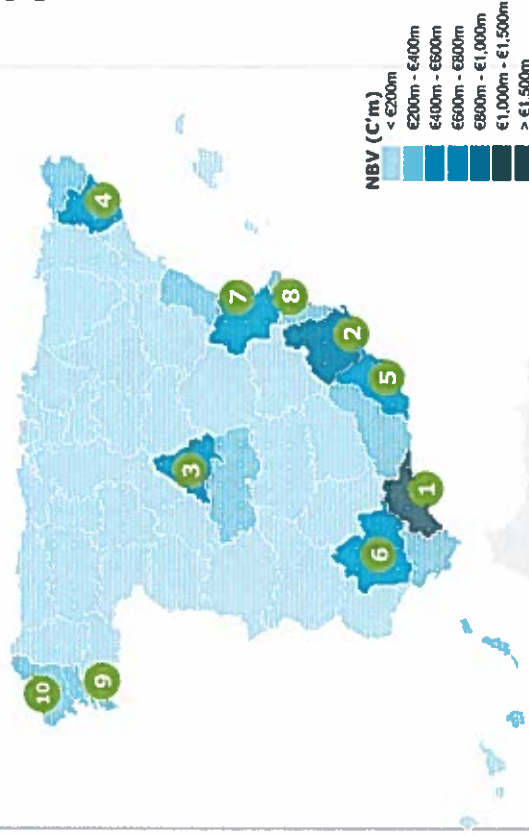 4
10
9
3
7
8
2
5
1
6
NBV (C'm)
< €200m
€200m - €400m
€400m - €600m
€600m - €800m
€800m - €1,000m
€1,000m - €1,500m
> €1,500m